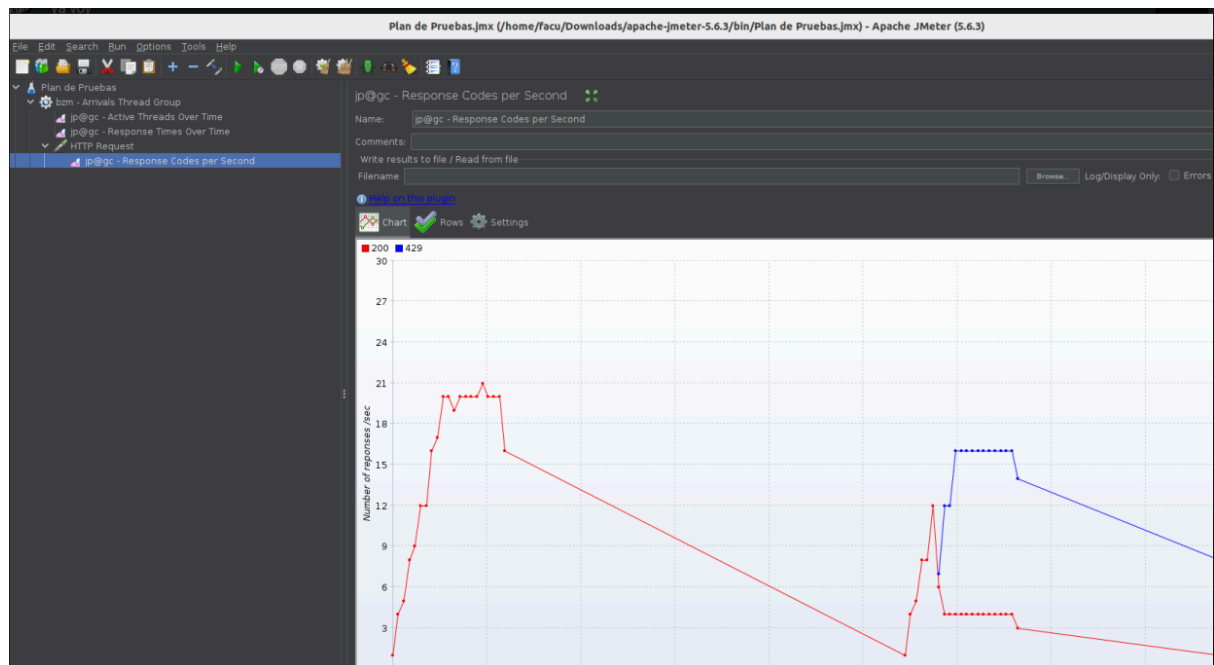 Ya voy
Plan de Pruebas.jmx (/home/facu/Downloads/apache-jmeter-5.6.3/bin/Plan de Pruebas.jmx) - Apache JMeter (5.6.3)
File Edit Search Run Options Tools Help
Plan de Pruebas
bzm - Arrivals Thread Group
jp@gc - Active Threads Over Time
jp@gc - Response Times Over Time
HTTP Request
jp@gc - Response Codes per Second
jp@gc - Response Codes per Second
Name: jp@gc - Response Codes per Second
Comments:
Write results to file / Read from file
Filename Browse... Log/Display Only: Errors
Help on this plugin
Chart Rows Settings
200 429
30
27
24
21
18
15
12
9
6
3
Number of reponses /sec